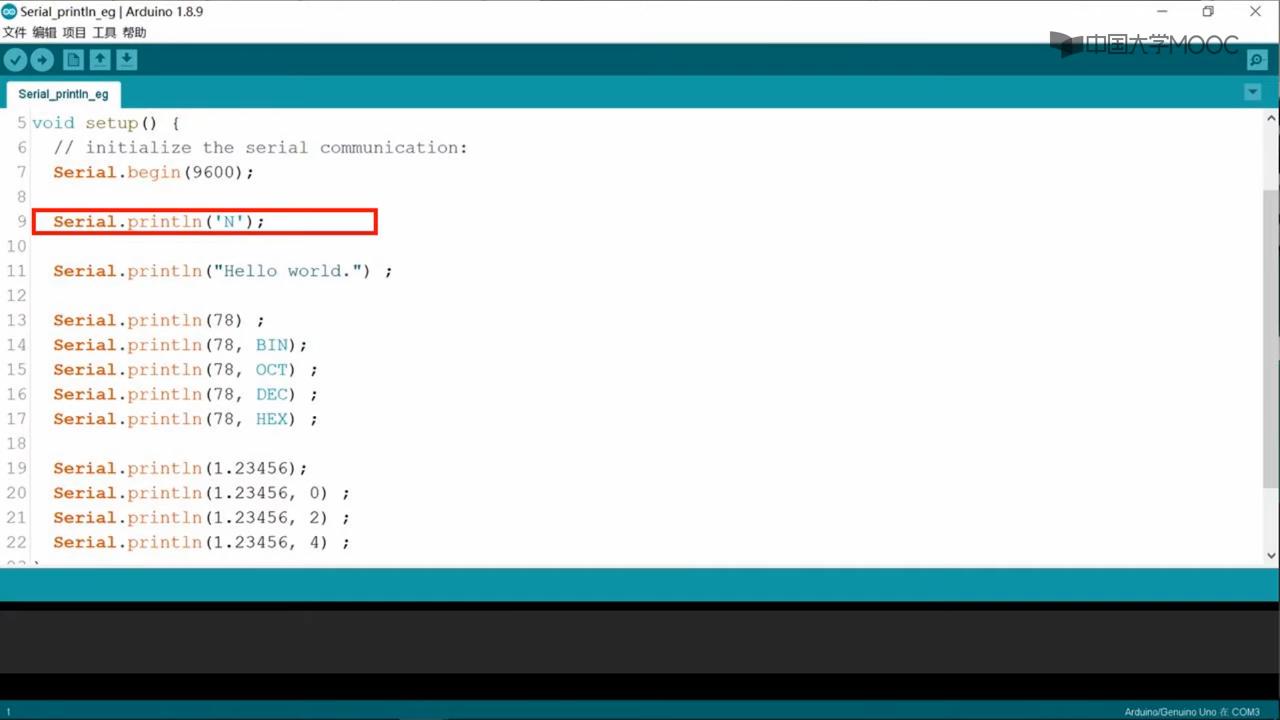 Serial_println_eg | Arduino 1.8.9
文件 编辑 项目 工具 帮助
中国大学MOOC
Serial_println_eg
5 void setup() {
6 // initialize the serial communication:
7 Serial.begin(9600);
8
9 Serial.println('N');
10
11 Serial.println("Hello world.") ;
12
13 Serial.println(78) ;
14 Serial.println(78, BIN);
15 Serial.println(78, OCT) ;
16 Serial.println(78, DEC) ;
17 Serial.println(78, HEX) ;
18
19 Serial.println(1.23456);
20 Serial.println(1.23456, 0) ;
21 Serial.println(1.23456, 2) ;
22 Serial.println(1.23456, 4) ;
1
Arduino/Genuino Uno 在 COM3